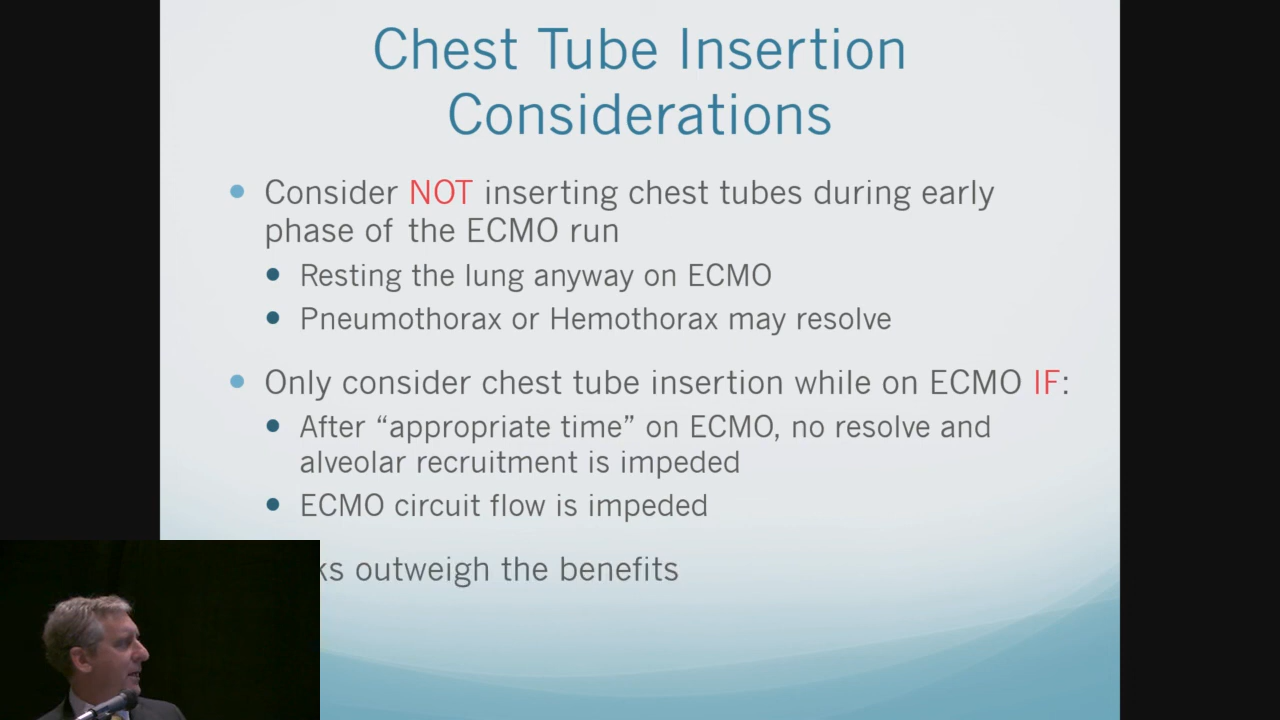 Chest Tube Insertion
Considerations
Consider NOT inserting chest tubes during early
phase of the ECMO run
Resting the lung anyway on ECMO
Pneumothorax or Hemothorax may resolve
Only consider chest tube insertion while on ECMO IF:
After “appropriate time” on ECMO, no resolve and
alveolar recruitment is impeded
ECMO circuit flow is impeded
outweigh the benefits